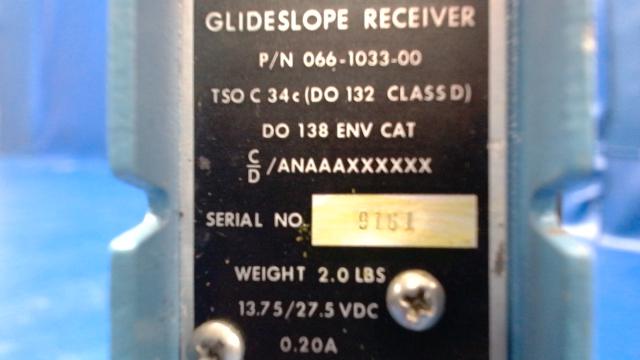 GLIDESLOPE RECEIVER
P/N 066-1033-00
TSO C 34c (DO 132 CLASS D)
DO 138 ENV CAT
C/D /ANAAAXXXXXX
SERIAL NO.
WEIGHT 2.0 LBS
13.75/27.5 VDC
0.20A